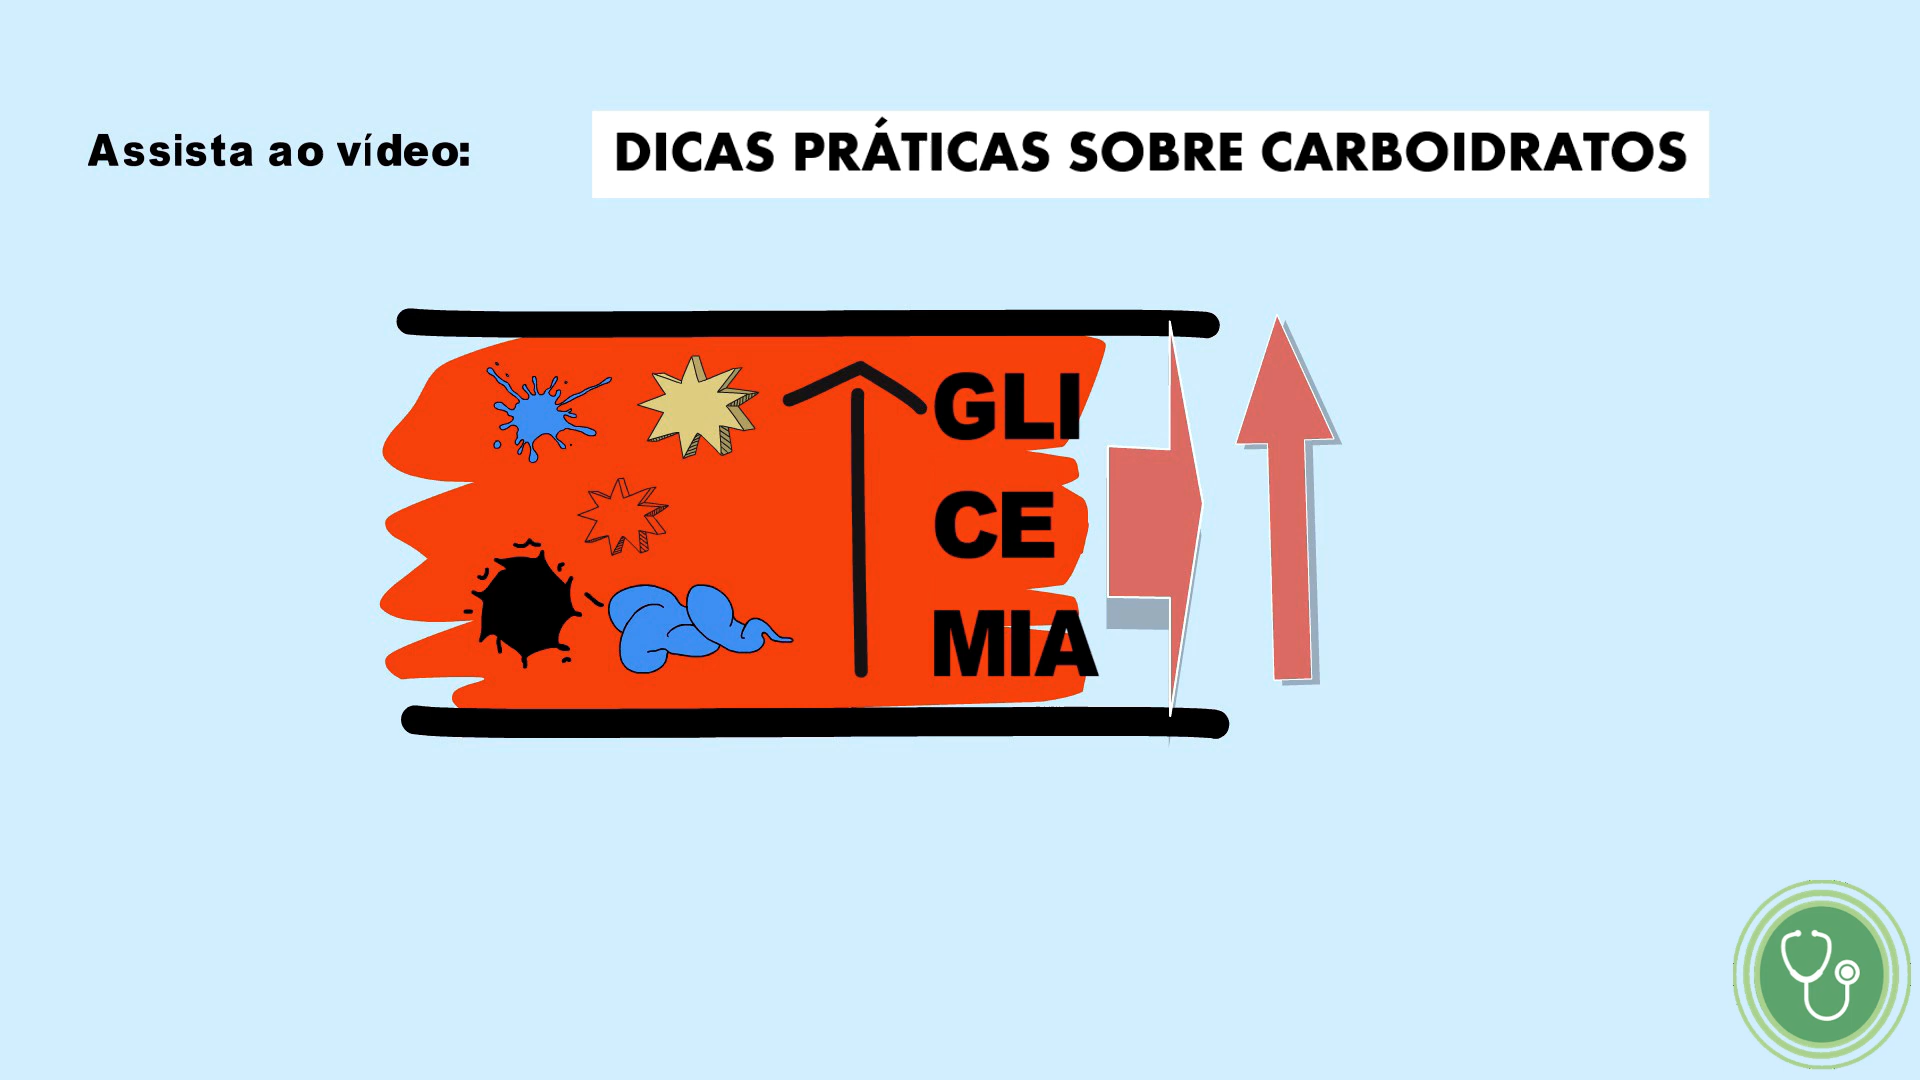 Assista ao vídeo:
DICAS PRÁTICAS SOBRE CARBOIDRATOS
GLI
CE
MIA